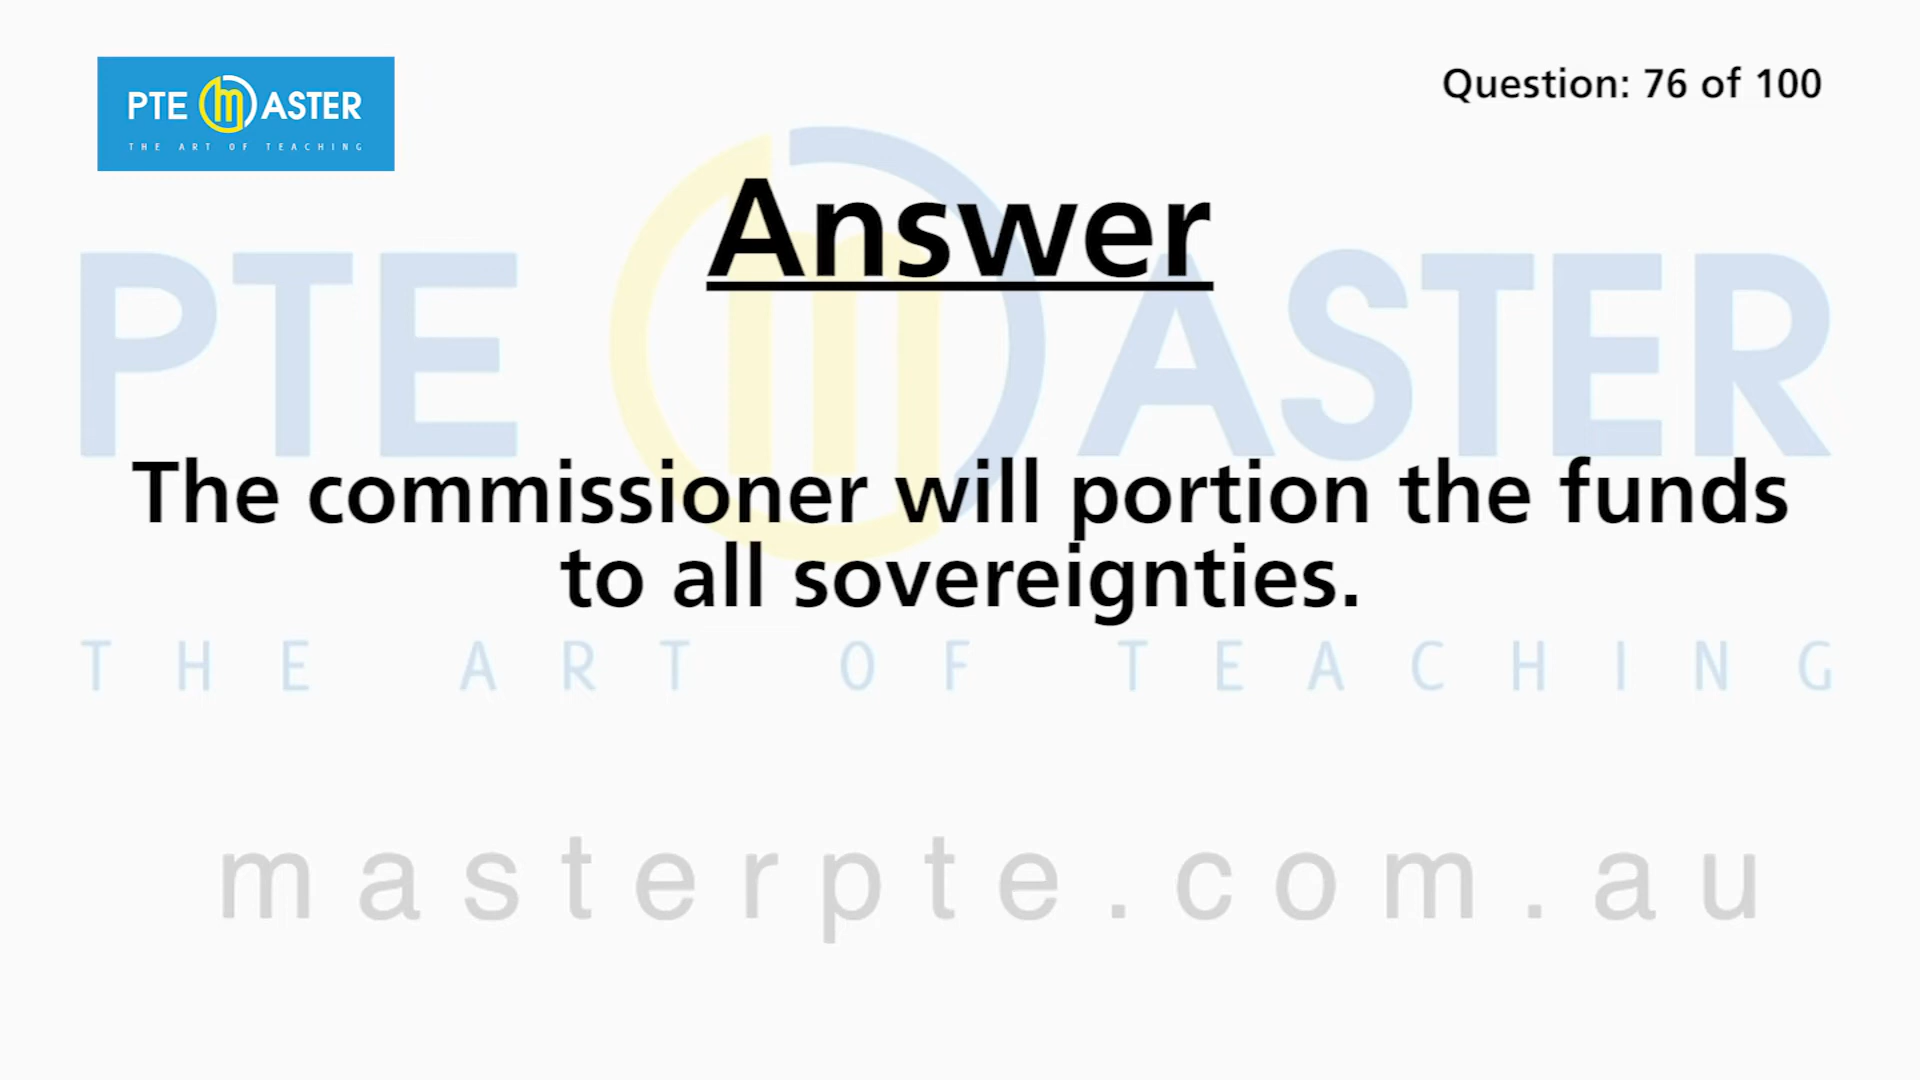 PTE MASTER
THE ART OF TEACHING
Question: 76 of 100
Answer
PTE MASTER
The commissioner will portion the funds
to all sovereignties.
THE ART OF TEACHING
masterpte.com.au